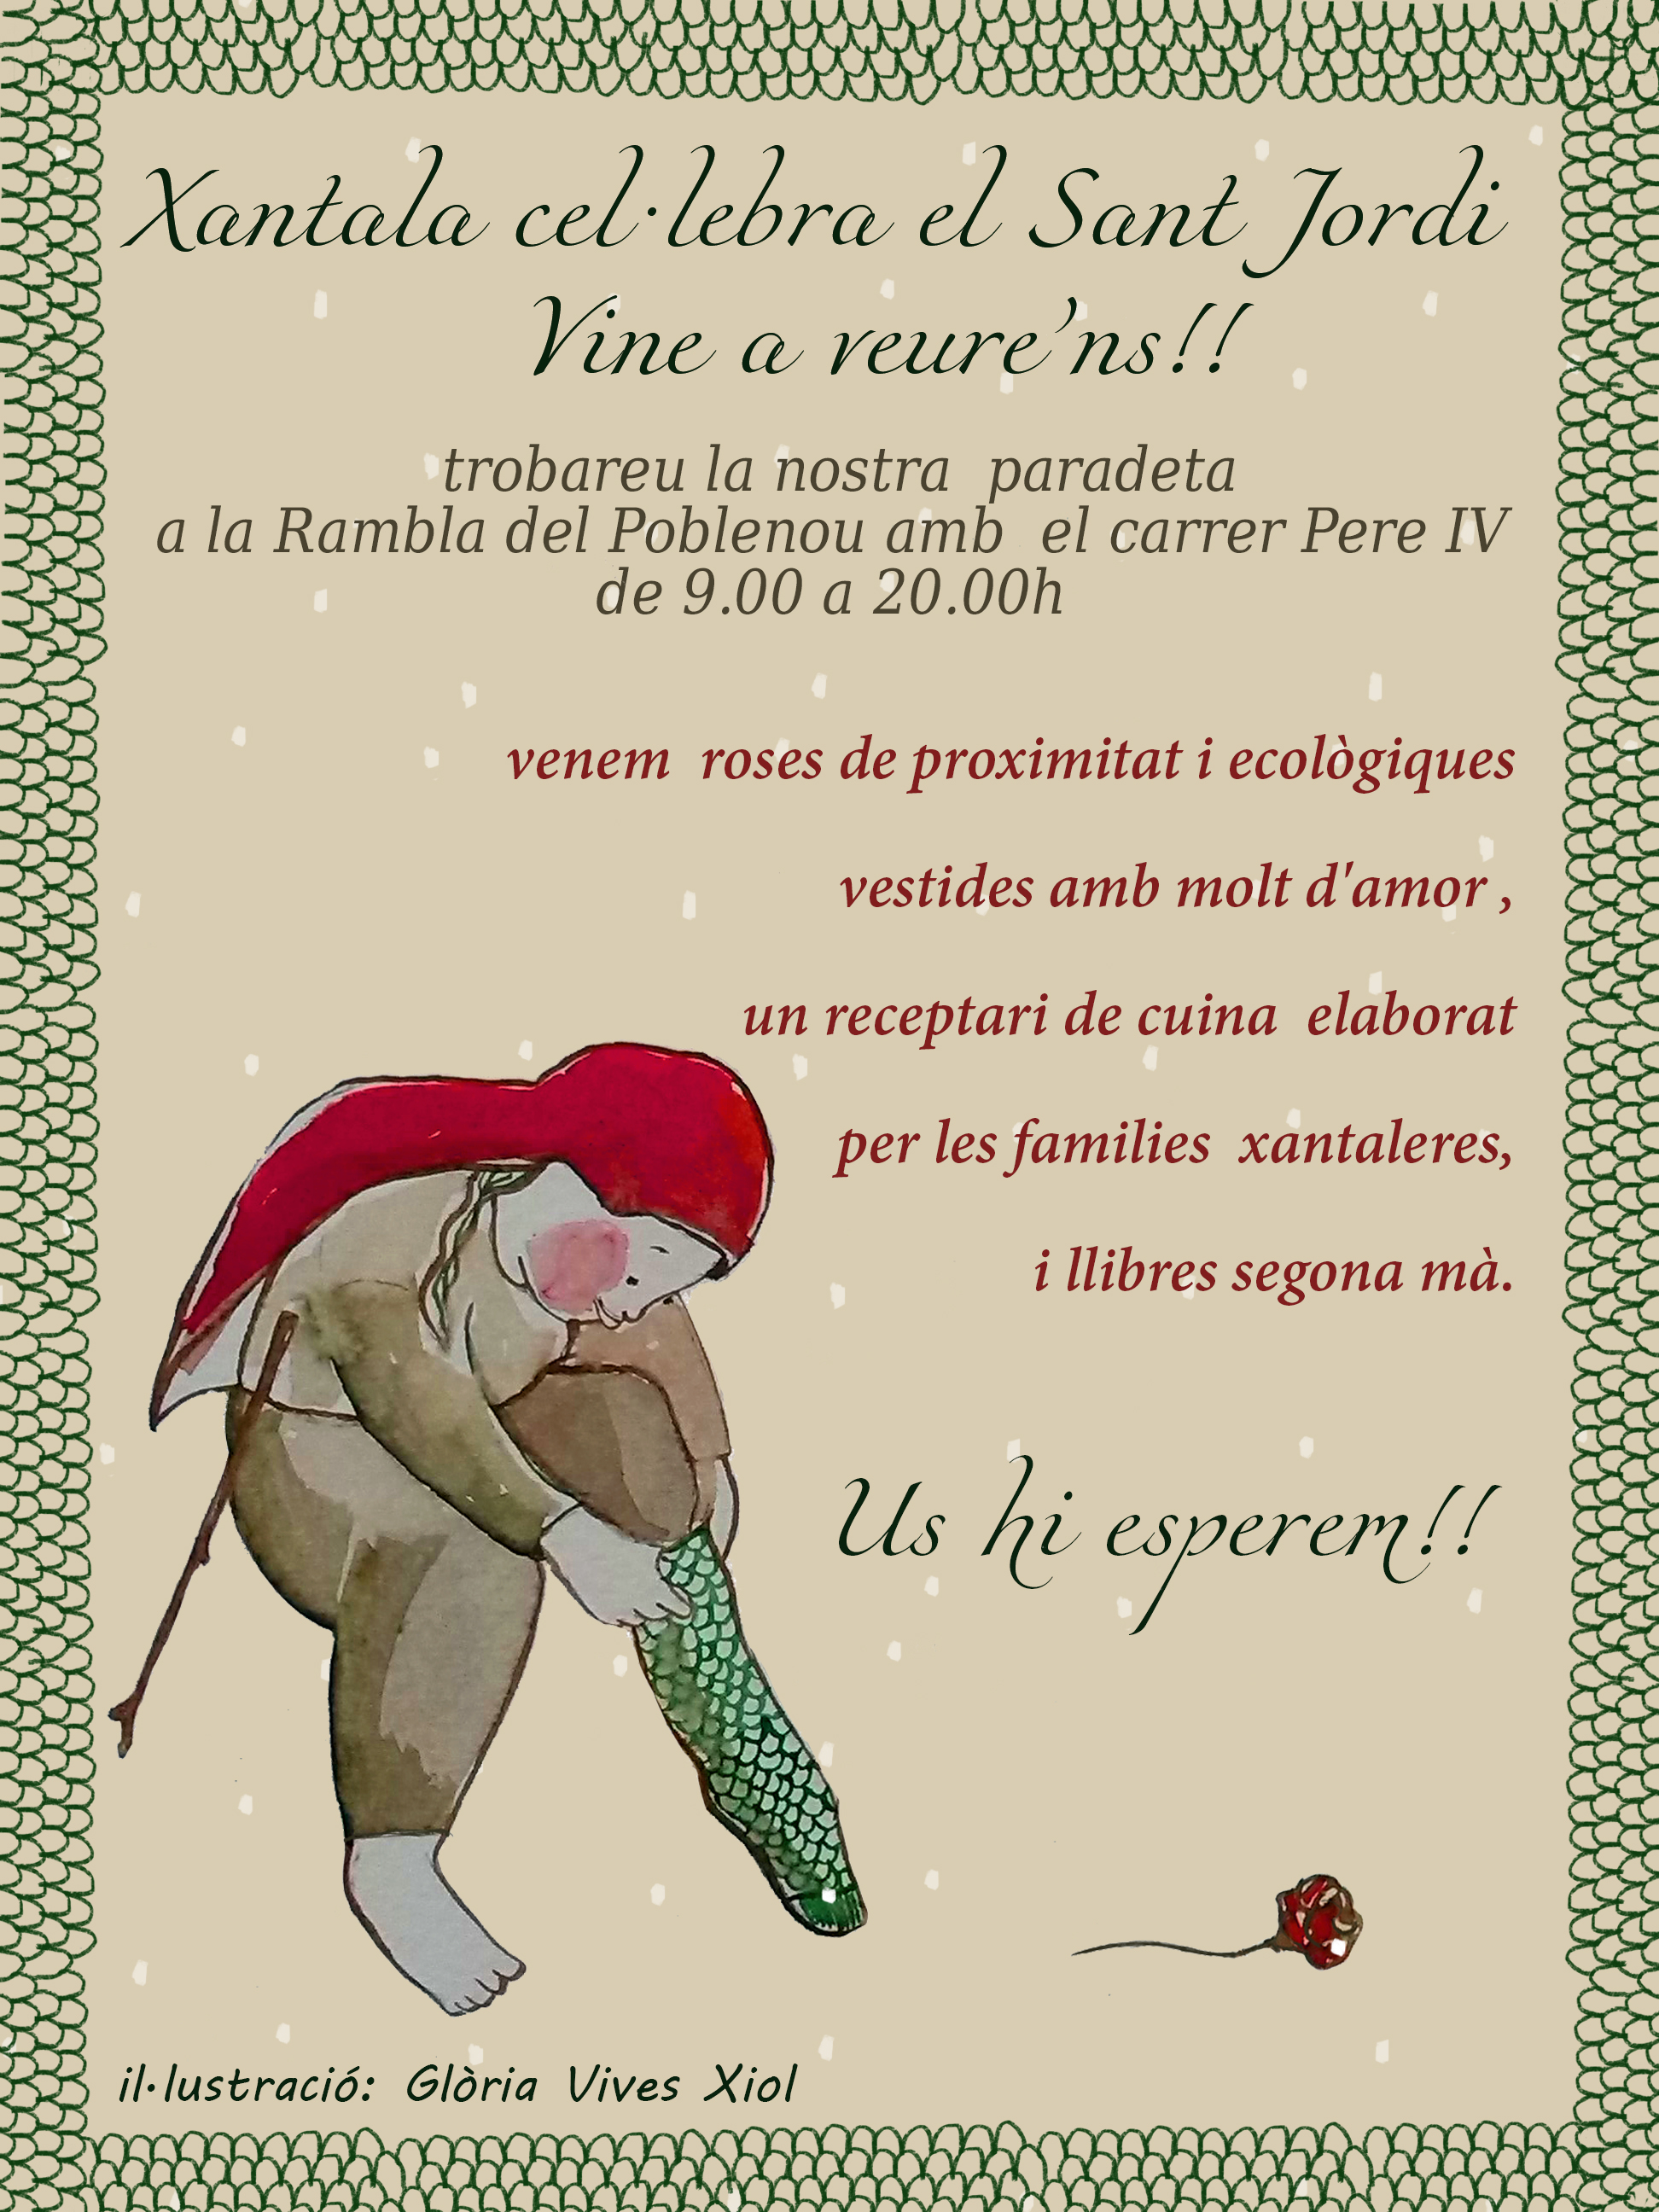 Xantala cel·lebra el Sant Jordi
Vine a veure’ns!!
trobareu la nostra paradeta
a la Rambla del Poblenou amb el carrer Pere IV
de 9.00 a 20.00h
venem roses de proximitat i ecològiques
vestides amb molt d'amor ,
un receptari de cuina elaborat
per les families xantaleres,
i llibres segona mà.
Us hi esperem!!
il·lustració: Glòria Vives Xiol